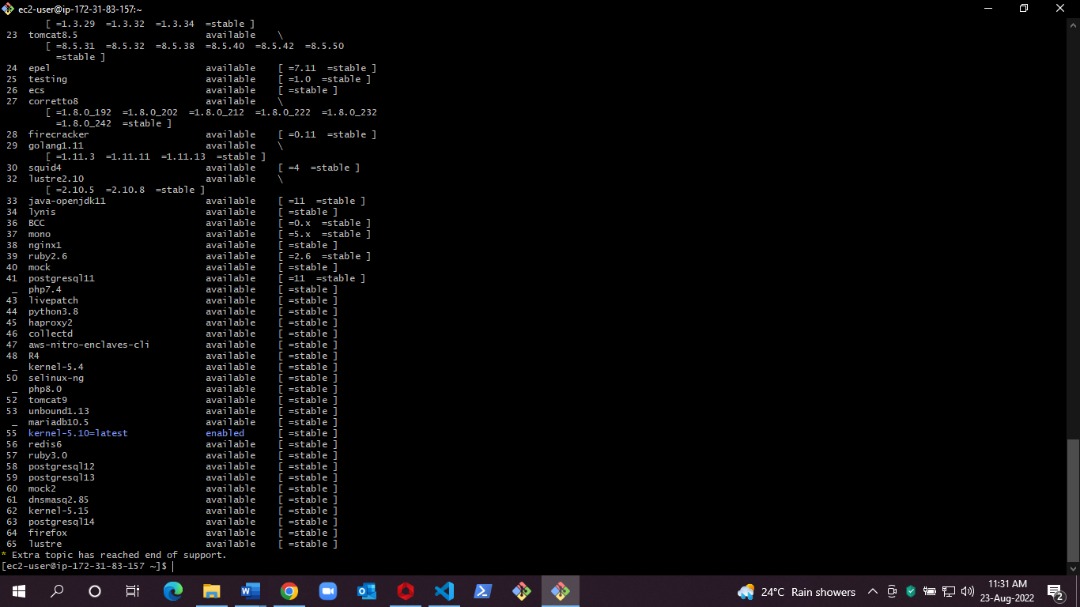 ec2-user@ip-172-31-83-157:~
[ =1.3.29 =1.3.32 =1.3.34 =stable ]
23 tomcat8.5 available \
[ =8.5.31 =8.5.32 =8.5.38 =8.5.40 =8.5.42 =8.5.50
=stable ]
24 epel available [ =7.11 =stable ]
25 testing available [ =1.0 =stable ]
26 ecs available [ =stable ]
27 corretto8 available \
[ =1.8.0_192 =1.8.0_202 =1.8.0_212 =1.8.0_222 =1.8.0_232
=1.8.0_242 =stable ]
28 firecracker available [ =0.11 =stable ]
29 golang1.11 available \
[ =1.11.3 =1.11.11 =1.11.13 =stable ]
30 squid4 available [ =4 =stable ]
32 lustre2.10 available \
[ =2.10.5 =2.10.8 =stable ]
33 java-openjdk11 available [ =11 =stable ]
34 lynis available [ =stable ]
36 BCC available [ =0.x =stable ]
37 mono available [ =5.x =stable ]
38 nginx1 available [ =stable ]
39 ruby2.6 available [ =2.6 =stable ]
40 mock available [ =stable ]
41 postgresql11 available [ =11 =stable ]
_ php7.4 available [ =stable ]
43 livepatch available [ =stable ]
44 python3.8 available [ =stable ]
45 haproxy2 available [ =stable ]
46 collectd available [ =stable ]
47 aws-nitro-enclaves-cli available [ =stable ]
48 R4 available [ =stable ]
_ kernel-5.4 available [ =stable ]
50 selinux-ng available [ =stable ]
_ php8.0 available [ =stable ]
52 tomcat9 available [ =stable ]
53 unbound1.13 available [ =stable ]
_ mariadb10.5 available [ =stable ]
55 kernel-5.10=latest enabled [ =stable ]
56 redis6 available [ =stable ]
57 ruby3.0 available [ =stable ]
58 postgresql12 available [ =stable ]
59 postgresql13 available [ =stable ]
60 mock2 available [ =stable ]
61 dnsmasq2.85 available [ =stable ]
62 kernel-5.15 available [ =stable ]
63 postgresql14 available [ =stable ]
64 firefox available [ =stable ]
65 lustre available [ =stable ]
* Extra topic has reached end of support.
[ec2-user@ip-172-31-83-157 ~]$
24°C Rain showers
11:31 AM
23-Aug-2022
2